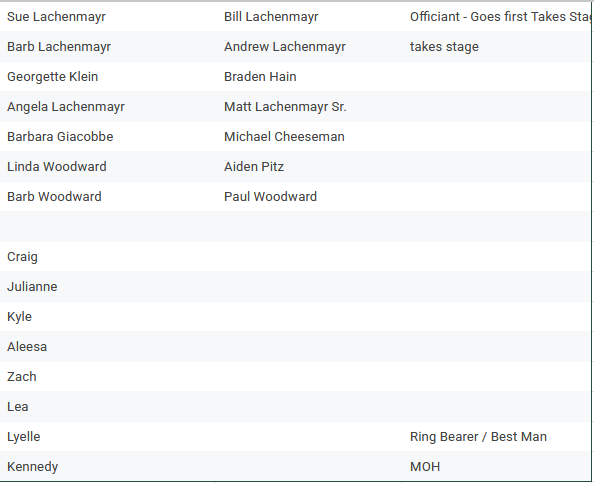 Sue Lachenmayr Bill Lachenmayr Officiant - Goes first Takes
Barb Lachenmayr Andrew Lachenmayr takes stage
Georgette Klein Braden Hain
Angela Lachenmayr Matt Lachenmayr Sr.
Barbara Giacobbe Michael Cheeseman
Linda Woodward Aiden Pitz
Barb Woodward Paul Woodward
Craig
Julianne
Kyle
Aleesa
Zach
Lea
Lyelle Ring Bearer / Best Man
Kennedy MOH